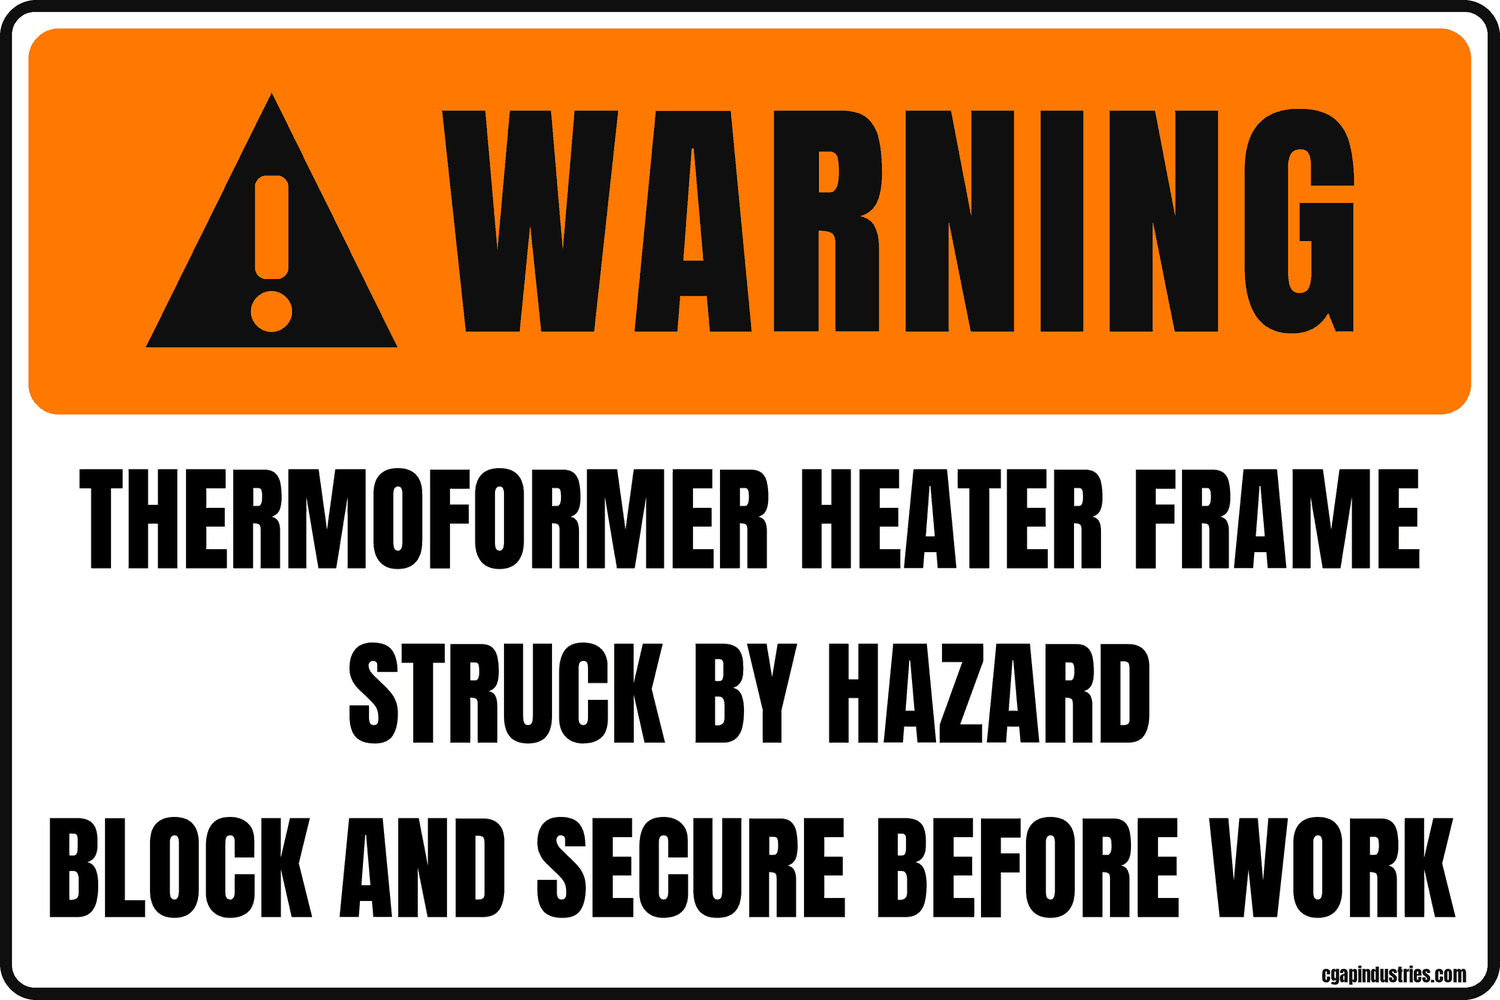 WARNING
THERMOFORMER HEATER FRAME
STRUCK BY HAZARD
BLOCK AND SECURE BEFORE WORK
cgapindustries.com